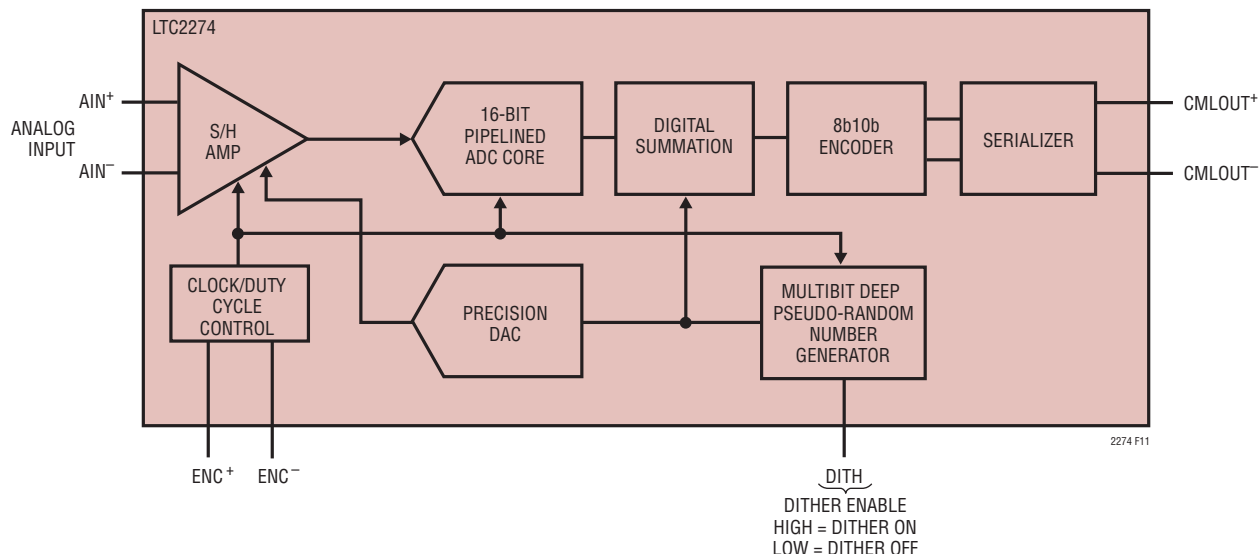 LTC2274
AIN+
ANALOG
INPUT
AIN−
S/H
AMP
16-BIT
PIPELINED
ADC CORE
DIGITAL
SUMMATION
8b10b
ENCODER
SERIALIZER
CMLOUT+
CMLOUT−
CLOCK/DUTY
CYCLE
CONTROL
PRECISION
DAC
MULTIBIT DEEP
PSEUDO-RANDOM
NUMBER
GENERATOR
2274 F11
ENC+ ENC−
DITH
DITHER ENABLE
HIGH = DITHER ON
LOW = DITHER OFF